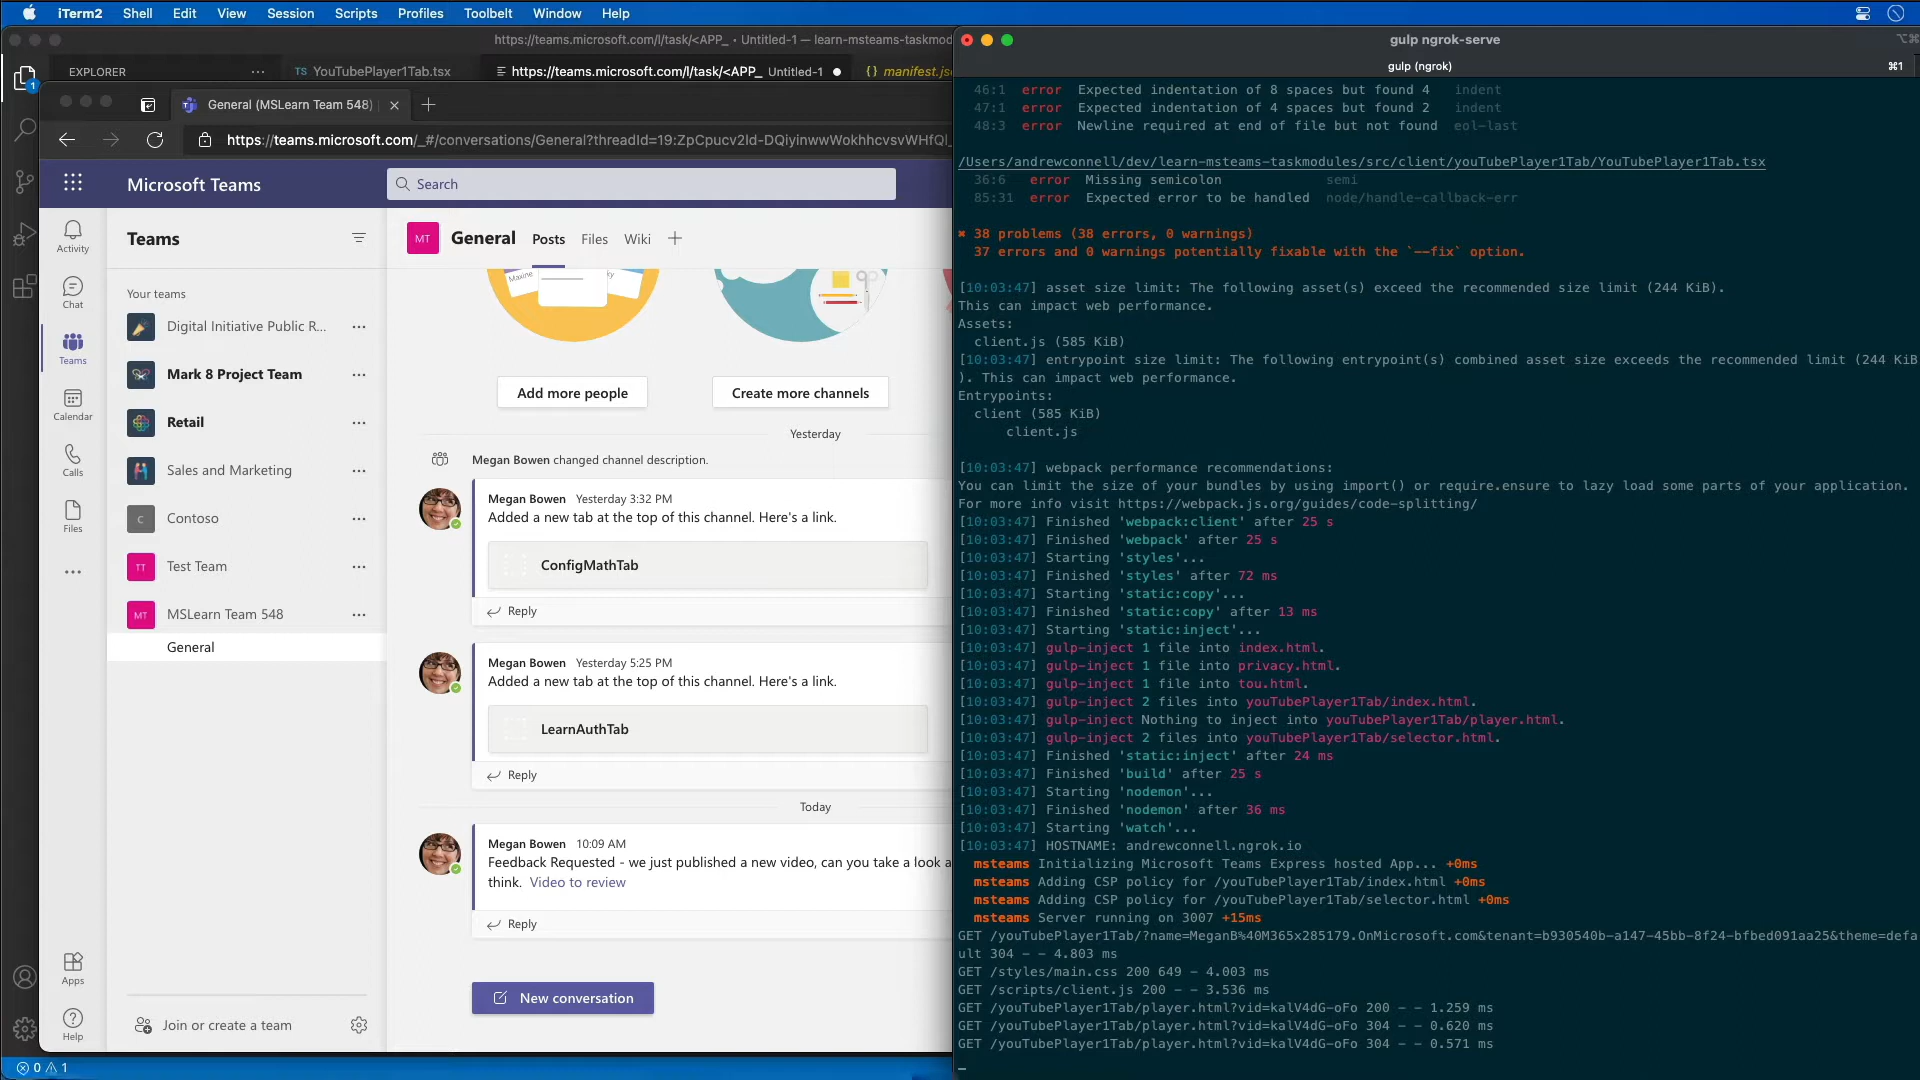 iTerm2 Shell Edit View Session Scripts Profiles Toolbelt Window Help
https://teams.microsoft.com/l/task/<APP_ • Untitled-1 — learn-msteams-taskmod
EXPLORER
TS YouTubePlayer1Tab.tsx
https://teams.microsoft.com/l/task/<APP_ Untitled-1
{} manifest.js
1
General (MSLearn Team 548)
https://teams.microsoft.com/_#/conversations/General?threadId=19:ZpCpucv2Id-DQiyinwwWokhhcvsvWHfQl_
Microsoft Teams
Search
Activity
Chat
Teams
Calendar
Calls
Files
Apps
Help
Teams
Your teams
Digital Initiative Public R...
Mark 8 Project Team
Retail
Sales and Marketing
C Contoso
TT Test Team
MT MSLearn Team 548
General
Join or create a team
MT General Posts Files Wiki
Maxine
Add more people
Create more channels
Yesterday
Megan Bowen changed channel description.
Megan Bowen Yesterday 3:32 PM
Added a new tab at the top of this channel. Here's a link.
ConfigMathTab
Reply
Megan Bowen Yesterday 5:25 PM
Added a new tab at the top of this channel. Here's a link.
LearnAuthTab
Reply
Today
Megan Bowen 10:09 AM
Feedback Requested - we just published a new video, can you take a look a
think. Video to review
Reply
New conversation
0 1
gulp ngrok-serve
⌥⌘
gulp (ngrok)
⌘1
46:1 error Expected indentation of 8 spaces but found 4 indent
47:1 error Expected indentation of 4 spaces but found 2 indent
48:3 error Newline required at end of file but not found eol-last
/Users/andrewconnell/dev/learn-msteams-taskmodules/src/client/youTubePlayer1Tab/YouTubePlayer1Tab.tsx
36:6 error Missing semicolon semi
85:31 error Expected error to be handled node/handle-callback-err
✖ 38 problems (38 errors, 0 warnings)
37 errors and 0 warnings potentially fixable with the `--fix` option.
[10:03:47] asset size limit: The following asset(s) exceed the recommended size limit (244 KiB).
This can impact web performance.
Assets:
client.js (585 KiB)
[10:03:47] entrypoint size limit: The following entrypoint(s) combined asset size exceeds the recommended limit (244 KiB
). This can impact web performance.
Entrypoints:
client (585 KiB)
client.js
[10:03:47] webpack performance recommendations:
You can limit the size of your bundles by using import() or require.ensure to lazy load some parts of your application.
For more info visit https://webpack.js.org/guides/code-splitting/
[10:03:47] Finished 'webpack:client' after 25 s
[10:03:47] Finished 'webpack' after 25 s
[10:03:47] Starting 'styles'...
[10:03:47] Finished 'styles' after 72 ms
[10:03:47] Starting 'static:copy'...
[10:03:47] Finished 'static:copy' after 13 ms
[10:03:47] Starting 'static:inject'...
[10:03:47] gulp-inject 1 file into index.html.
[10:03:47] gulp-inject 1 file into privacy.html.
[10:03:47] gulp-inject 1 file into tou.html.
[10:03:47] gulp-inject 2 files into youTubePlayer1Tab/index.html.
[10:03:47] gulp-inject Nothing to inject into youTubePlayer1Tab/player.html.
[10:03:47] gulp-inject 2 files into youTubePlayer1Tab/selector.html.
[10:03:47] Finished 'static:inject' after 24 ms
[10:03:47] Finished 'build' after 25 s
[10:03:47] Starting 'nodemon'...
[10:03:47] Finished 'nodemon' after 36 ms
[10:03:47] Starting 'watch'...
[10:03:47] HOSTNAME: andrewconnell.ngrok.io
msteams Initializing Microsoft Teams Express hosted App... +0ms
msteams Adding CSP policy for /youTubePlayer1Tab/index.html +0ms
msteams Adding CSP policy for /youTubePlayer1Tab/selector.html +0ms
msteams Server running on 3007 +15ms
GET /youTubePlayer1Tab/?name=MeganB%40M365x285179.OnMicrosoft.com&tenant=b930540b-a147-45bb-8f24-bfbed091aa25&theme=defa
ult 304 - - 4.803 ms
GET /styles/main.css 200 649 - 4.003 ms
GET /scripts/client.js 200 - - 3.536 ms
GET /youTubePlayer1Tab/player.html?vid=kalV4dG-oFo 200 - - 1.259 ms
GET /youTubePlayer1Tab/player.html?vid=kalV4dG-oFo 304 - - 0.620 ms
GET /youTubePlayer1Tab/player.html?vid=kalV4dG-oFo 304 - - 0.571 ms